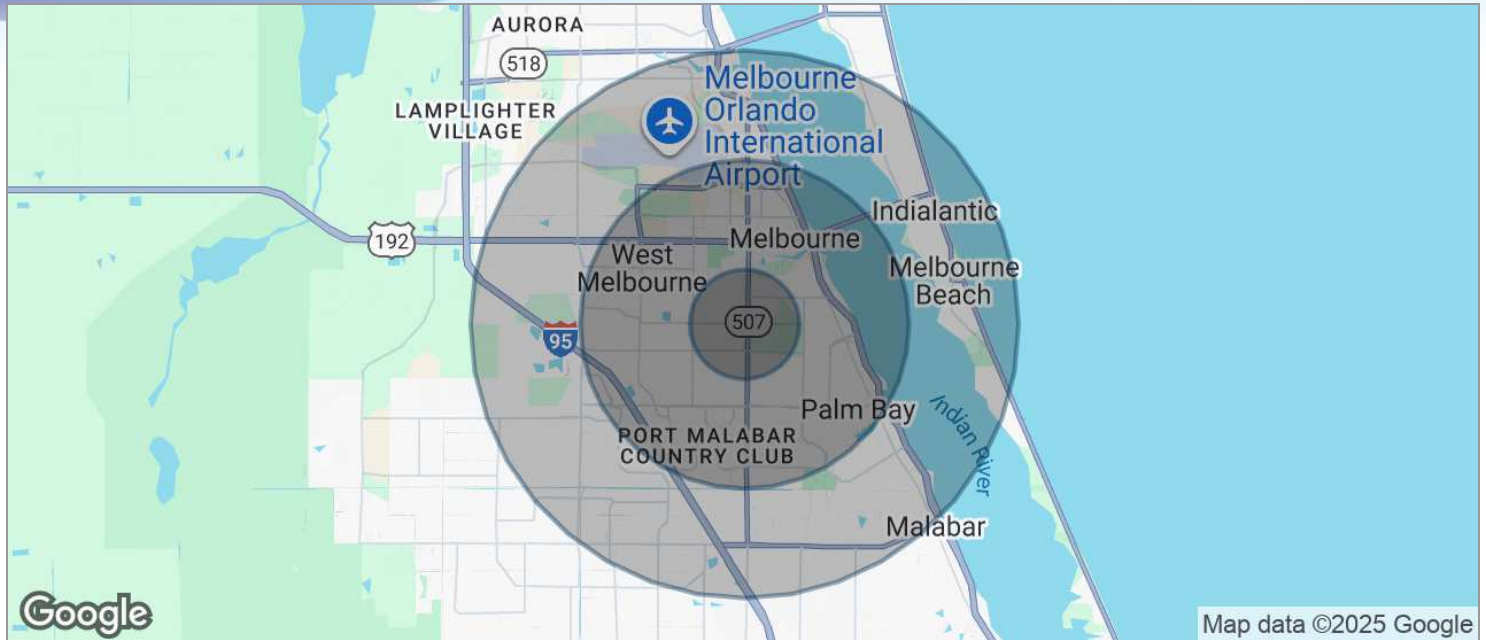 AURORA
518
LAMPLIGHTER
VILLAGE
Melbourne
Orlando
International
Airport
192
Indialantic
Melbourne
West
Melbourne
Melbourne
Beach
507
95
Palm Bay
Indian River
PORT MALABAR
COUNTRY CLUB
Malabar
Google
Map data ©2025 Google